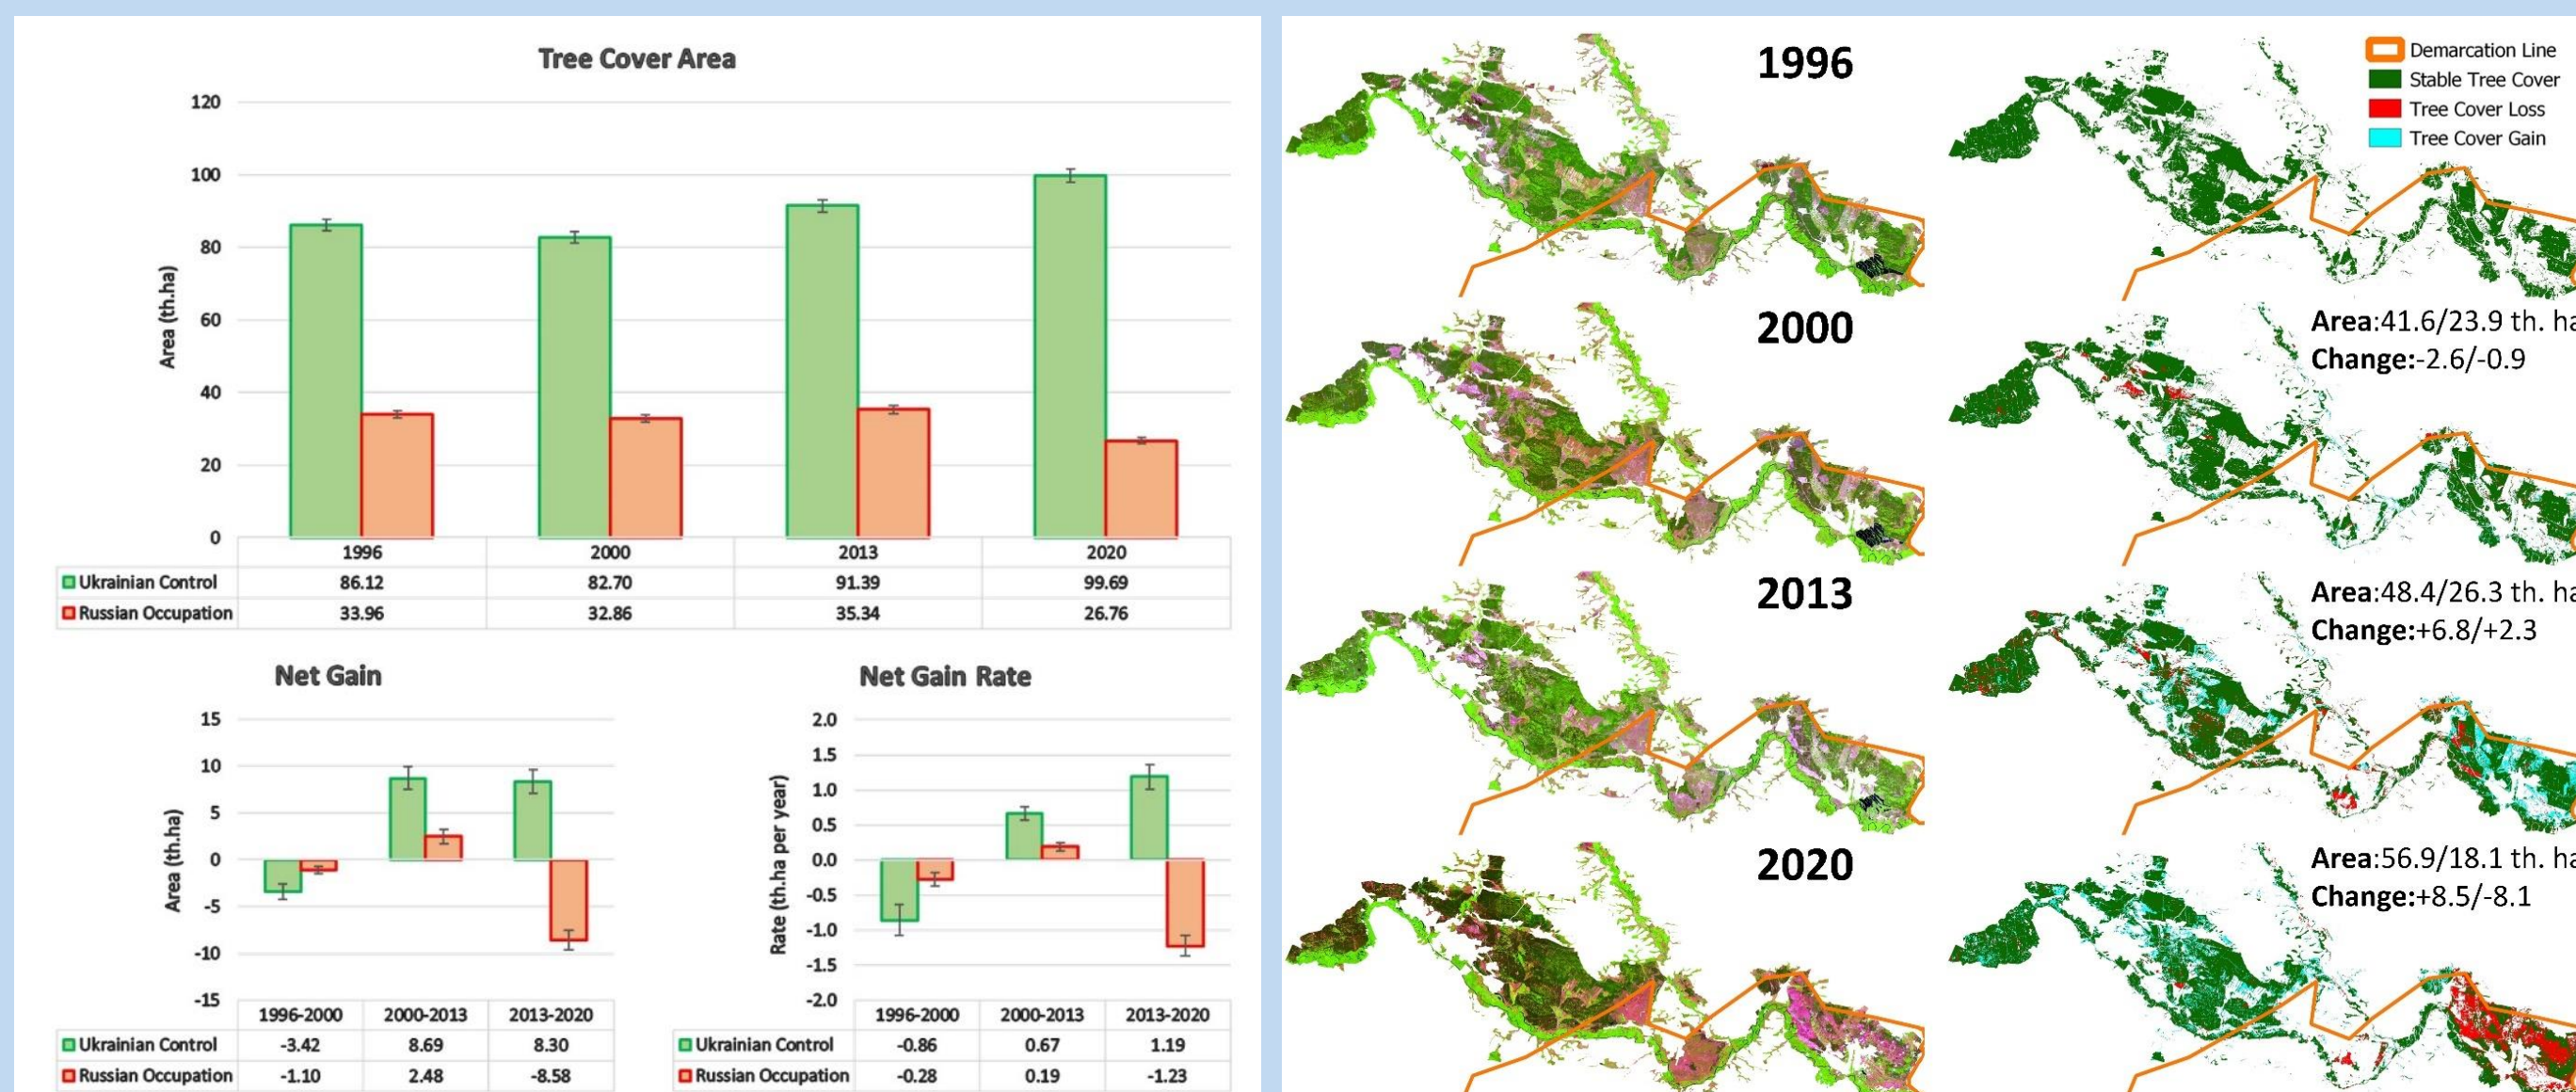 Tree Cover Area
Area (th.ha)
120
100
80
60
40
20
0
1996 2000 2013 2020
Ukrainian Control 86.12 82.70 91.39 99.69
Russian Occupation 33.96 32.86 35.34 26.76
Net Gain
Area (th.ha)
15
10
5
0
-5
-10
-15
1996-2000 2000-2013 2013-2020
Ukrainian Control -3.42 8.69 8.30
Russian Occupation -1.10 2.48 -8.58
Net Gain Rate
Rate (th.ha per year)
2.0
1.5
1.0
0.5
0.0
-0.5
-1.0
-1.5
-2.0
1996-2000 2000-2013 2013-2020
Ukrainian Control -0.86 0.67 1.19
Russian Occupation -0.28 0.19 -1.23
1996
Demarcation Line
Stable Tree Cover
Tree Cover Loss
Tree Cover Gain
2000
Area:41.6/23.9 th. ha
Change:-2.6/-0.9
2013
Area:48.4/26.3 th. ha
Change:+6.8/+2.3
2020
Area:56.9/18.1 th. ha
Change:+8.5/-8.1